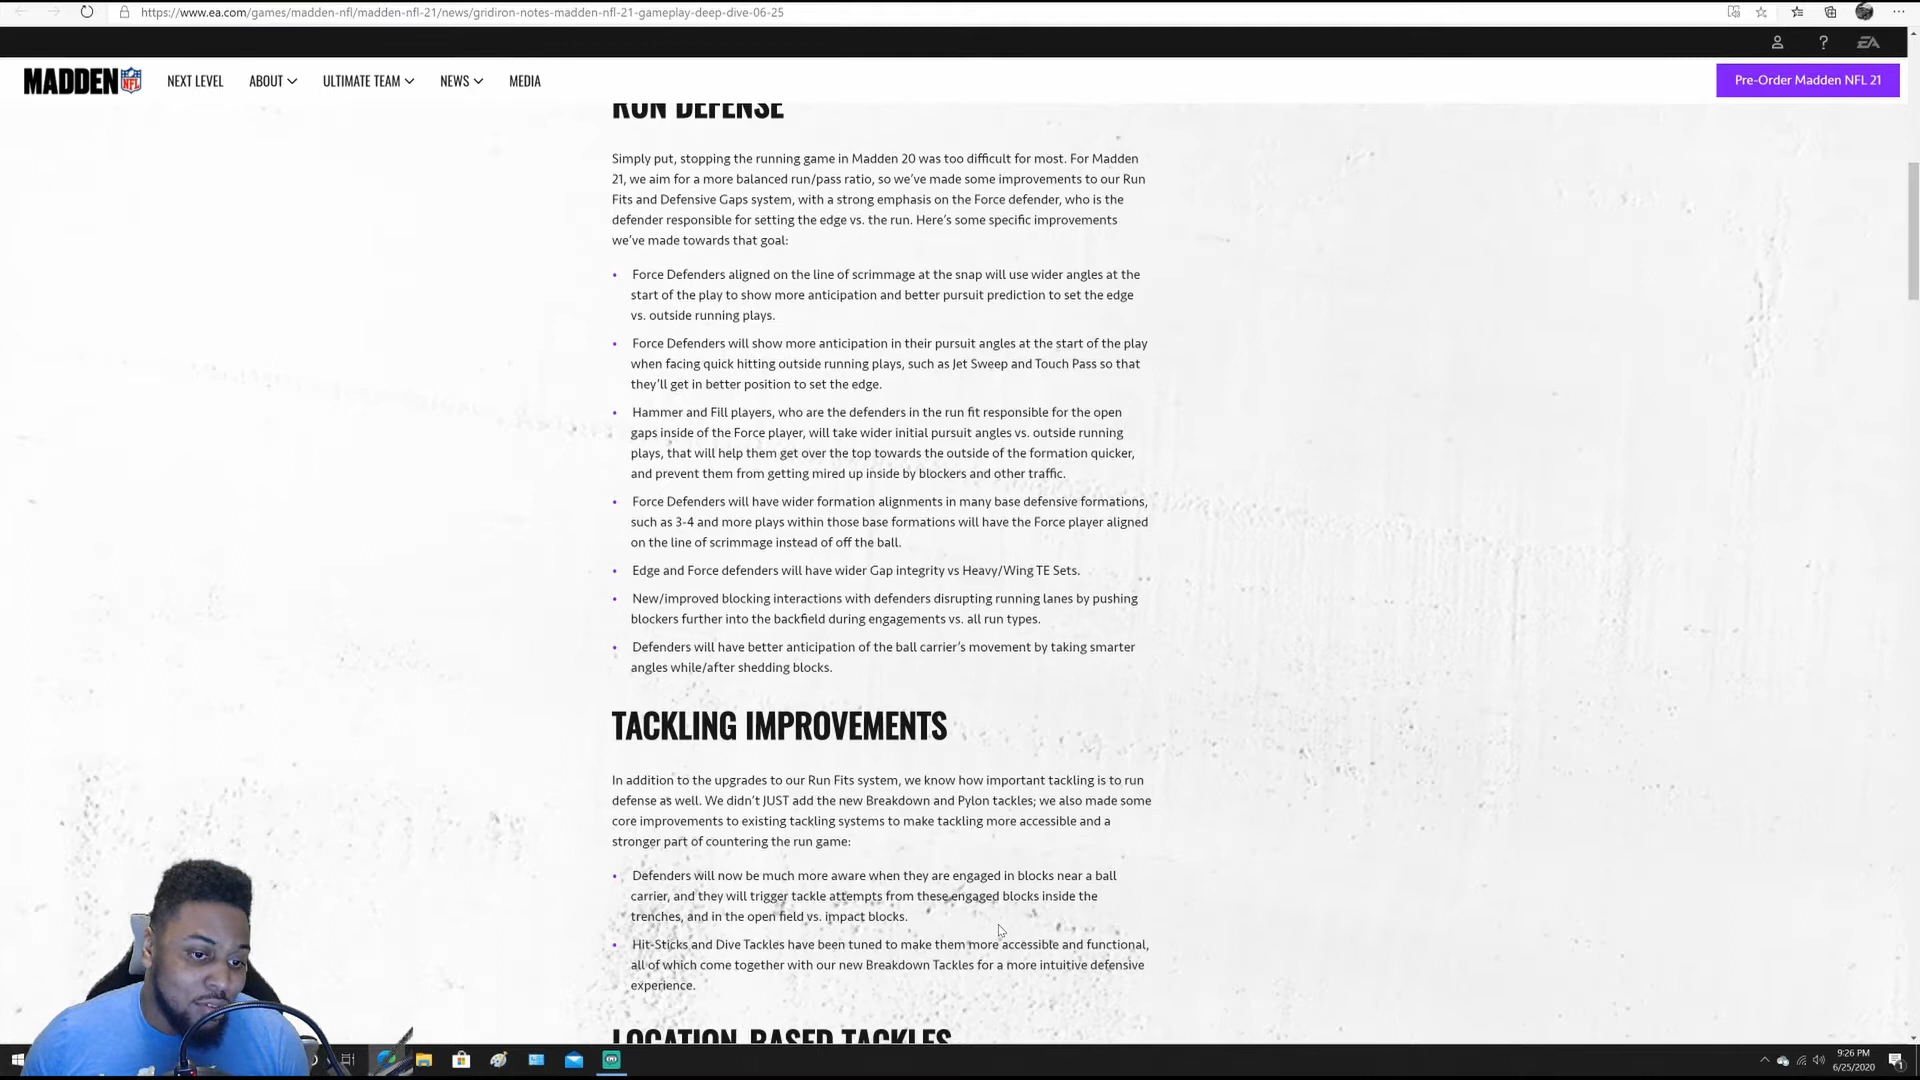 https://www.ea.com/games/madden-nfl/madden-nfl-21/news/gridiron-notes-madden-nfl-21-gameplay-deep-dive-06-25
EA
MADDEN NFL
NEXT LEVEL
ABOUT
ULTIMATE TEAM
NEWS
MEDIA
Pre-Order Madden NFL 21
RUN DEFENSE
Simply put, stopping the running game in Madden 20 was too difficult for most. For Madden
21, we aim for a more balanced run/pass ratio, so we've made some improvements to our Run
Fits and Defensive Gaps system, with a strong emphasis on the Force defender, who is the
defender responsible for setting the edge vs. the run. Here's some specific improvements
we've made towards that goal:
• Force Defenders aligned on the line of scrimmage at the snap will use wider angles at the
start of the play to show more anticipation and better pursuit prediction to set the edge
vs. outside running plays.
• Force Defenders will show more anticipation in their pursuit angles at the start of the play
when facing quick hitting outside running plays, such as Jet Sweep and Touch Pass so that
they'll get in better position to set the edge.
• Hammer and Fill players, who are the defenders in the run fit responsible for the open
gaps inside of the Force player, will take wider initial pursuit angles vs. outside running
plays, that will help them get over the top towards the outside of the formation quicker,
and prevent them from getting mired up inside by blockers and other traffic.
• Force Defenders will have wider formation alignments in many base defensive formations,
such as 3-4 and more plays within those base formations will have the Force player aligned
on the line of scrimmage instead of off the ball.
• Edge and Force defenders will have wider Gap integrity vs Heavy/Wing TE Sets.
• New/improved blocking interactions with defenders disrupting running lanes by pushing
blockers further into the backfield during engagements vs. all run types.
• Defenders will have better anticipation of the ball carrier's movement by taking smarter
angles while/after shedding blocks.
TACKLING IMPROVEMENTS
In addition to the upgrades to our Run Fits system, we know how important tackling is to run
defense as well. We didn't JUST add the new Breakdown and Pylon tackles; we also made some
core improvements to existing tackling systems to make tackling more accessible and a
stronger part of countering the run game:
• Defenders will now be much more aware when they are engaged in blocks near a ball
carrier, and they will trigger tackle attempts from these engaged blocks inside the
trenches, and in the open field vs. impact blocks.
• Hit-Sticks and Dive Tackles have been tuned to make them more accessible and functional,
all of which come together with our new Breakdown Tackles for a more intuitive defensive
experience.
LOCATION-BASED TACKLES
9:26 PM
6/25/2020